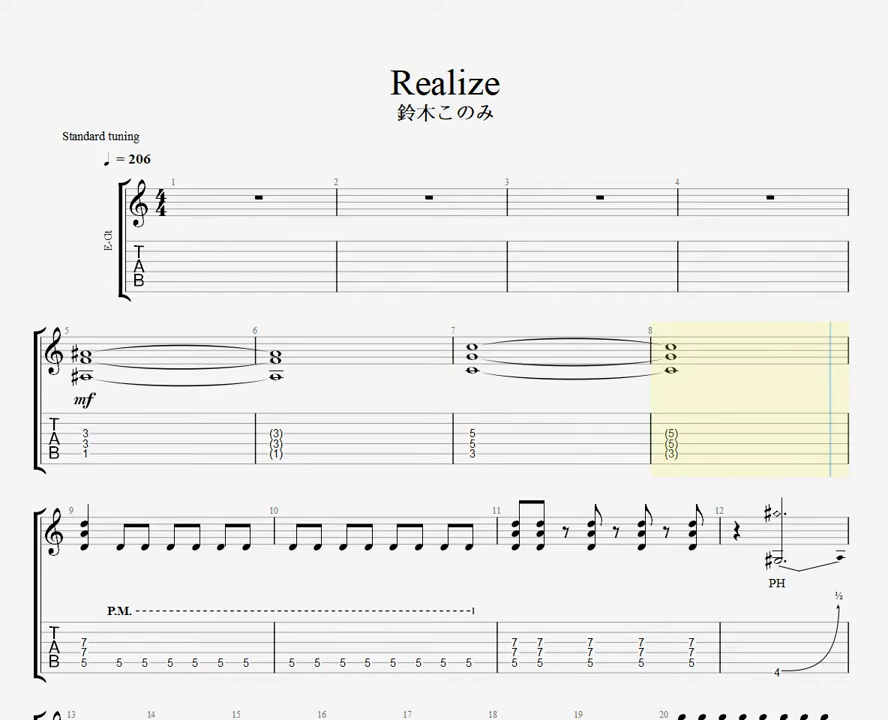 Realize
鈴木このみ
Standard tuning
♩ = 206
E-Gt
1 2 3 4
4/4
T
A
B
5 6 7 8
mf
T 3 (3) 5 (5)
A 3 (3) 5 (5)
B 1 (1) 3 (3)
9 10 11 12
PH
P.M. ½
T
A 7 7 7 7 7 7
7 7 7 7 7 7
B 5 5 5 5 5 5 5 5 5 5 5 5 5 5 5 5 5 5 5 5
4
13 14 15 16 17 18 19 20